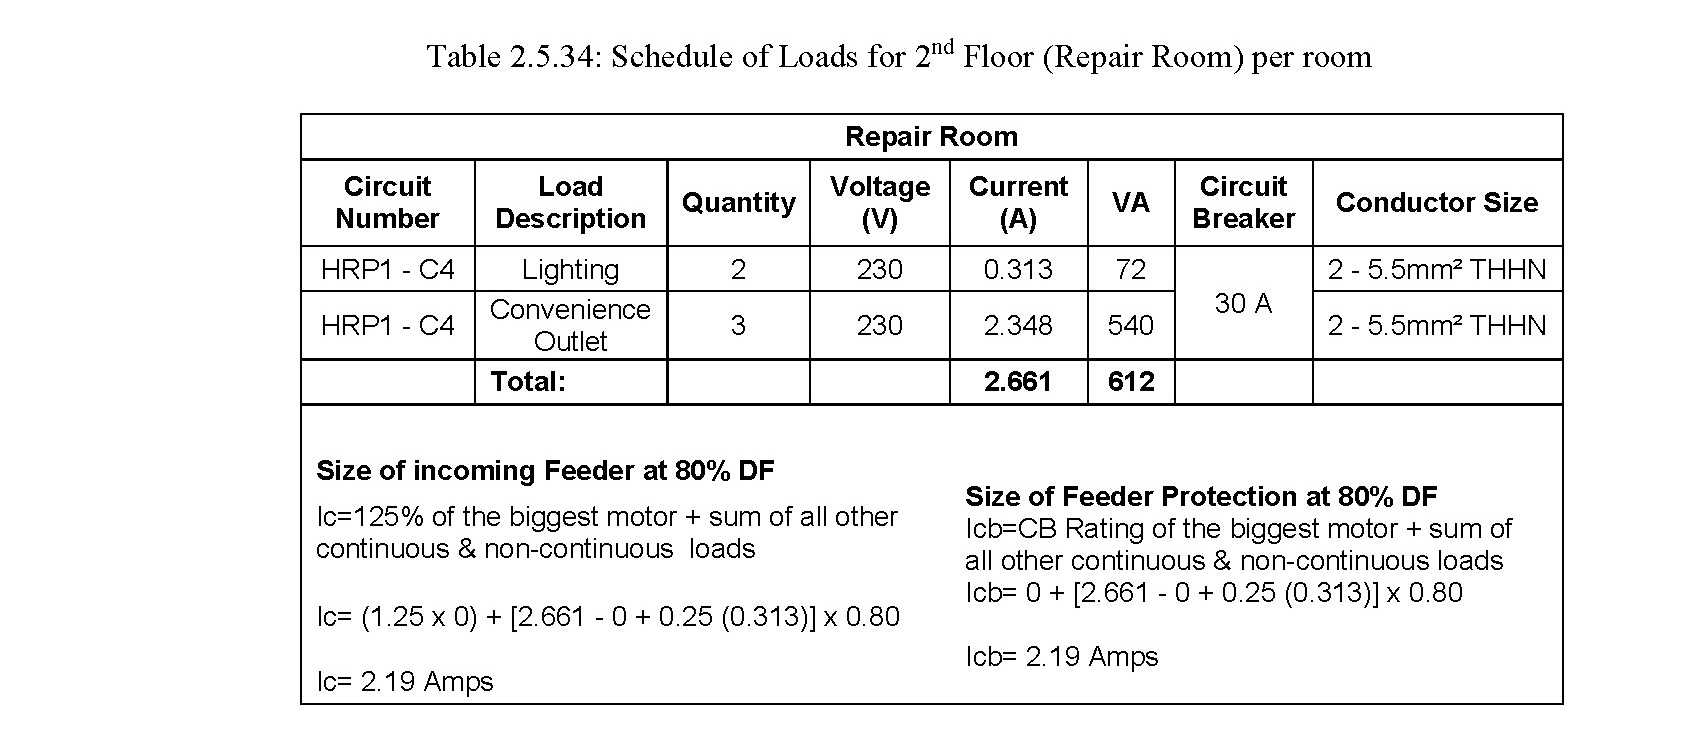 Table 2.5.34: Schedule of Loads for 2nd Floor (Repair Room) per room
Repair Room
Circuit Number Load Description Quantity Voltage (V) Current (A) VA Circuit Breaker Conductor Size
HRP1 - C4 Lighting 2 230 0.313 72 30 A 2 - 5.5mm² THHN
HRP1 - C4 Convenience Outlet 3 230 2.348 540 2 - 5.5mm² THHN
Total: 2.661 612
Size of incoming Feeder at 80% DF
Ic=125% of the biggest motor + sum of all other
continuous & non-continuous loads
Ic= (1.25 x 0) + [2.661 - 0 + 0.25 (0.313)] x 0.80
Ic= 2.19 Amps
Size of Feeder Protection at 80% DF
Icb=CB Rating of the biggest motor + sum of
all other continuous & non-continuous loads
Icb= 0 + [2.661 - 0 + 0.25 (0.313)] x 0.80
Icb= 2.19 Amps